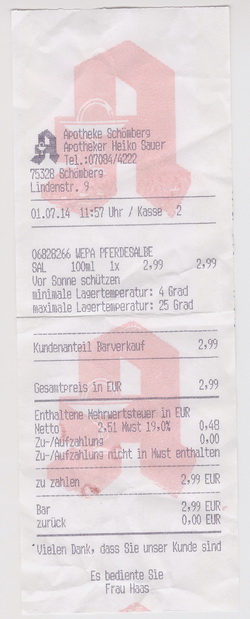 Apotheke Schömberg
Apotheker Heiko Sauer
Tel.:07084/4222
75328 Schömberg
Lindenstr. 9
01.07.14 11:57 Uhr / Kasse 2
06828266 WEPA PFERDESALBE
SAL 100ml 1x 2,99 2,99
Vor Sonne schützen
minimale Lagertemperatur: 4 Grad
maximale Lagertemperatur: 25 Grad
Kundenanteil Barverkauf 2,99
Gesamtpreis in EUR 2,99
Enthaltene Mehrwertsteuer in EUR
Netto 2,51 Mwst 19,0% 0,48
Zu-/Aufzahlung 0,00
Zu-/Aufzahlung nicht in Mwst enthalten
zu zahlen 2,99 EUR
Bar 2,99 EUR
zurück 0,00 EUR
Vielen Dank, dass Sie unser Kunde sind
Es bediente Sie
Frau Haas